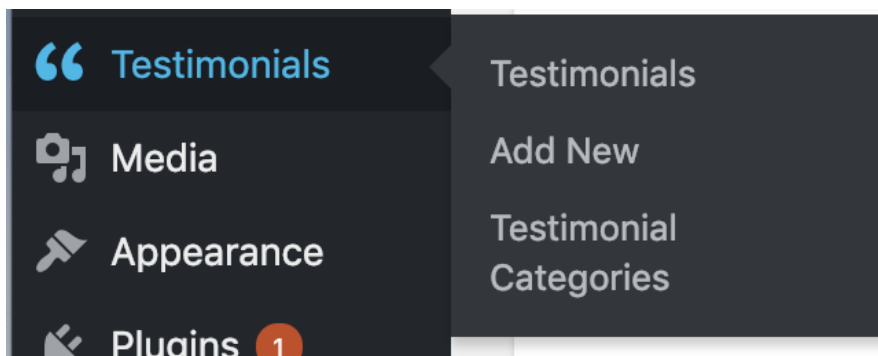 Testimonials
Media
Appearance
Plugins 1
Testimonials
Add New
Testimonial
Categories